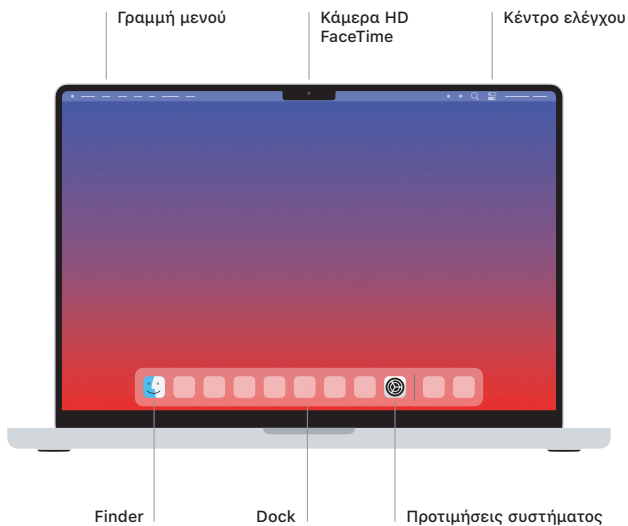 Γραμμή μενού
Κάμερα HD
FaceTime
Κέντρο ελέγχου
Finder
Dock
Προτιμήσεις συστήματος